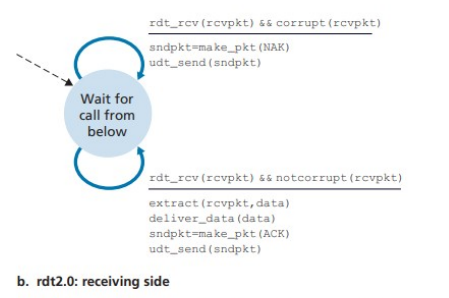 rdt_rcv(rcvpkt) && corrupt(rcvpkt)
sndpkt=make_pkt(NAK)
udt_send(sndpkt)
Wait for
call from
below
rdt_rcv(rcvpkt) && notcorrupt(rcvpkt)
extract(rcvpkt,data)
deliver_data(data)
sndpkt=make_pkt(ACK)
udt_send(sndpkt)
b. rdt2.0: receiving side